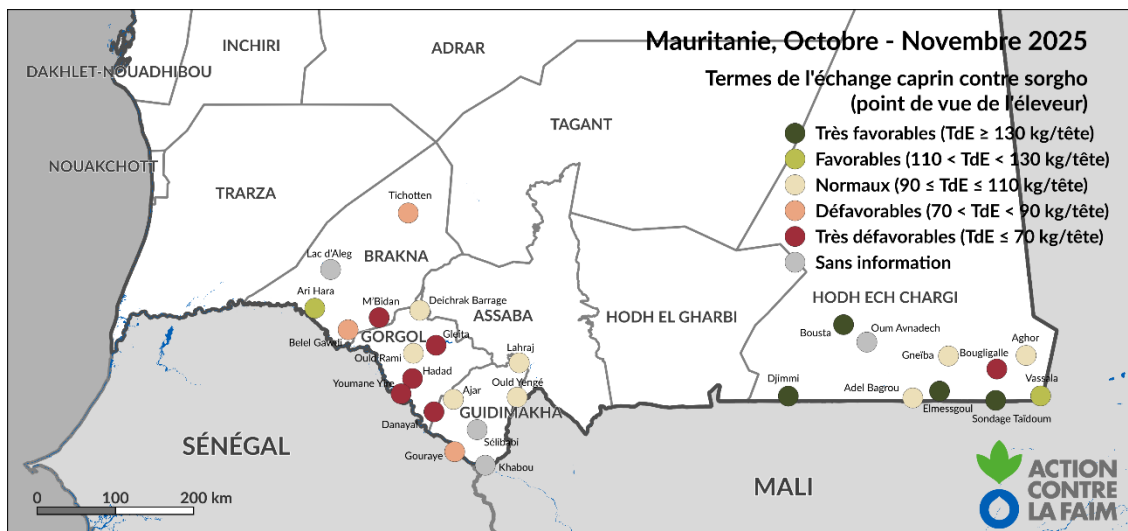 Mauritanie, Octobre - Novembre 2025
Termes de l'échange caprin contre sorgho
(point de vue de l'éleveur)
Très favorables (TdE ≥ 130 kg/tête)
Favorables (110 < TdE < 130 kg/tête)
Normaux (90 ≤ TdE ≤ 110 kg/tête)
Défavorables (70 < TdE < 90 kg/tête)
Très défavorables (TdE ≤ 70 kg/tête)
Sans information
INCHIRI
ADRAR
DAKHLET-NOUADHIBOU
TAGANT
NOUAKCHOTT
TRARZA
Tichotten
Lac d'Aleg
BRAKNA
Ari Hara
M'Bidan
Deichrak Barrage
HODH ECH CHARGI
ASSABA
HODH EL GHARBI
Belel Gawdi
GORGOL
Gleita
Bousta
Oum Avnadech
Ould Rami
Lahraj
Gneïba
Bougligalle
Aghor
Hadad
Youmane Yire
Ajar
Ould Yengé
Djimmi
Adel Bagrou
Vassala
Elmessgoul
GUIDIMAKHA
Danayal
Sondage Taïdoum
Sélibabi
SÉNÉGAL
Gouraye
Khabou
MALI
0 100 200 km
ACTION
CONTRE
LA FAIM